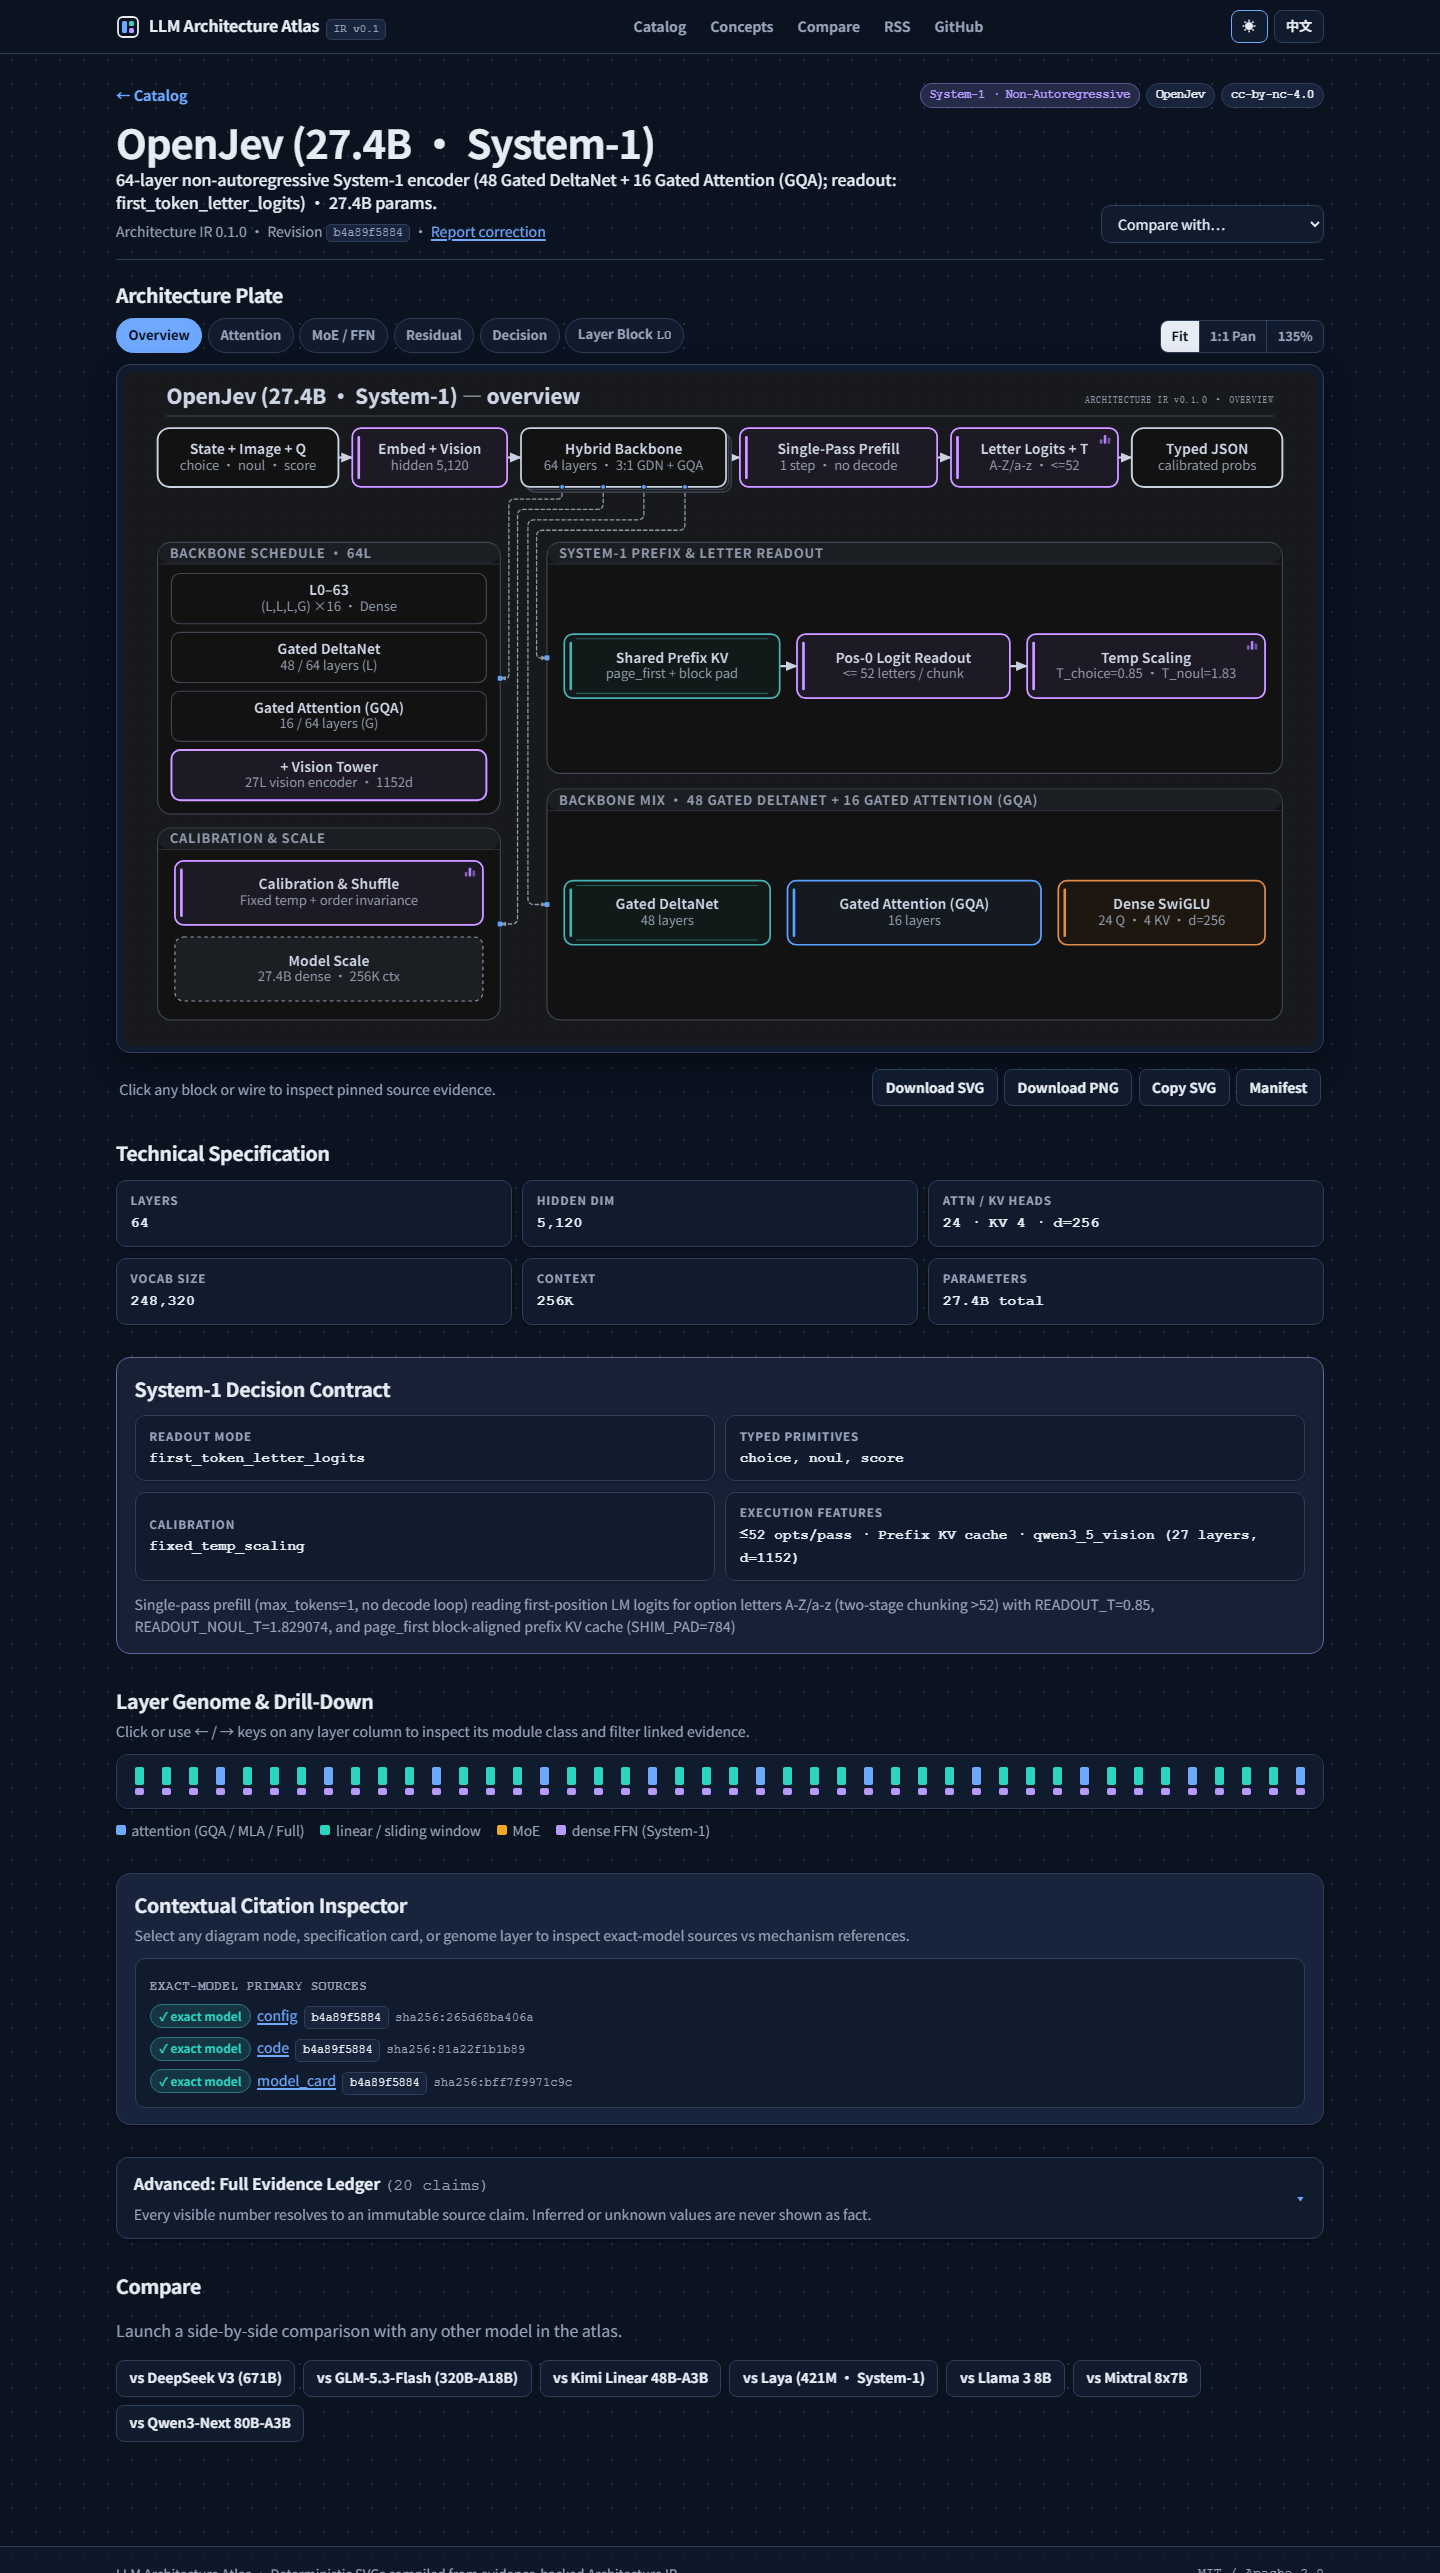 LLM Architecture Atlas IR v0.1
Catalog Concepts Compare RSS GitHub
中文
← Catalog
System-1 · Non-Autoregressive OpenJev cc-by-nc-4.0
OpenJev (27.4B • System-1)
64-layer non-autoregressive System-1 encoder (48 Gated DeltaNet + 16 Gated Attention (GQA); readout:
first_token_letter_logits) • 27.4B params.
Architecture IR 0.1.0 • Revision b4a89f5884 • Report correction
Compare with...
Architecture Plate
Overview Attention MoE / FFN Residual Decision Layer Block L0
Fit 1:1 Pan 135%
OpenJev (27.4B • System-1) — overview
ARCHITECTURE IR v0.1.0 • OVERVIEW
State + Image + Q
choice • noul • score
Embed + Vision
hidden 5,120
Hybrid Backbone
64 layers • 3:1 GDN + GQA
Single-Pass Prefill
1 step • no decode
Letter Logits + T
A-Z/a-z • <=52
Typed JSON
calibrated probs
BACKBONE SCHEDULE • 64L
L0–63
(L,L,L,G) ×16 • Dense
Gated DeltaNet
48 / 64 layers (L)
Gated Attention (GQA)
16 / 64 layers (G)
+ Vision Tower
27L vision encoder • 1152d
SYSTEM-1 PREFIX & LETTER READOUT
Shared Prefix KV
page_first + block pad
Pos-0 Logit Readout
<= 52 letters / chunk
Temp Scaling
T_choice=0.85 • T_noul=1.83
CALIBRATION & SCALE
Calibration & Shuffle
Fixed temp + order invariance
Model Scale
27.4B dense • 256K ctx
BACKBONE MIX • 48 GATED DELTANET + 16 GATED ATTENTION (GQA)
Gated DeltaNet
48 layers
Gated Attention (GQA)
16 layers
Dense SwiGLU
24 Q • 4 KV • d=256
Click any block or wire to inspect pinned source evidence.
Download SVG Download PNG Copy SVG Manifest
Technical Specification
LAYERS
64
HIDDEN DIM
5,120
ATTN / KV HEADS
24 · KV 4 · d=256
VOCAB SIZE
248,320
CONTEXT
256K
PARAMETERS
27.4B total
System-1 Decision Contract
READOUT MODE
first_token_letter_logits
TYPED PRIMITIVES
choice, noul, score
CALIBRATION
fixed_temp_scaling
EXECUTION FEATURES
≤52 opts/pass · Prefix KV cache · qwen3_5_vision (27 layers,
d=1152)
Single-pass prefill (max_tokens=1, no decode loop) reading first-position LM logits for option letters A-Z/a-z (two-stage chunking >52) with READOUT_T=0.85,
READOUT_NOUL_T=1.829074, and page_first block-aligned prefix KV cache (SHIM_PAD=784)
Layer Genome & Drill-Down
Click or use ← / → keys on any layer column to inspect its module class and filter linked evidence.
attention (GQA / MLA / Full) linear / sliding window MoE dense FFN (System-1)
Contextual Citation Inspector
Select any diagram node, specification card, or genome layer to inspect exact-model sources vs mechanism references.
EXACT-MODEL PRIMARY SOURCES
✓ exact model config b4a89f5884 sha256:265d68ba406a
✓ exact model code b4a89f5884 sha256:81a22f1b1b89
✓ exact model model_card b4a89f5884 sha256:bff7f9971c9c
Advanced: Full Evidence Ledger (20 claims)
Every visible number resolves to an immutable source claim. Inferred or unknown values are never shown as fact.
Compare
Launch a side-by-side comparison with any other model in the atlas.
vs DeepSeek V3 (671B) vs GLM-5.3-Flash (320B-A18B) vs Kimi Linear 48B-A3B vs Laya (421M • System-1) vs Llama 3 8B vs Mixtral 8x7B
vs Qwen3-Next 80B-A3B
LLM Architecture Atlas • Deterministic SVGs compiled from evidence-backed Architecture IR
MIT / Apache-2.0